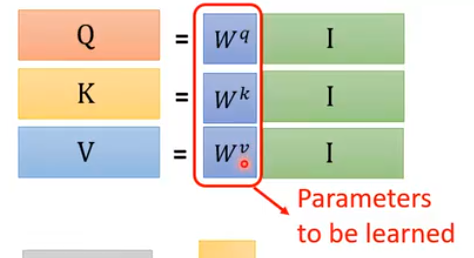 Q = W^q I
K = W^k I
V = W^v I
Parameters
to be learned